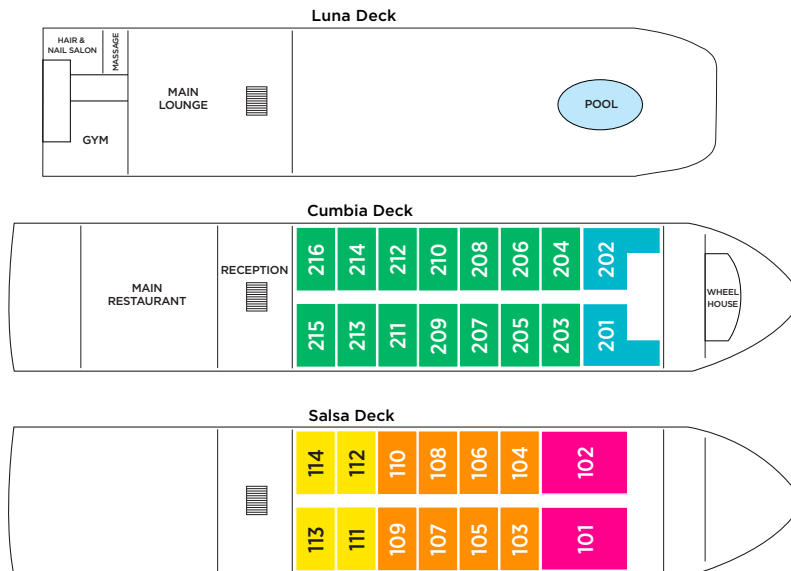 Luna Deck
HAIR &
NAIL SALON
MASSAGE
MAIN
LOUNGE
POOL
GYM
Cumbia Deck
216
214
212
210
208
206
204
202
RECEPTION
MAIN
RESTAURANT
WHEEL
HOUSE
215
213
211
209
207
205
203
201
Salsa Deck
114
112
110
108
106
104
102
113
111
109
107
105
103
101